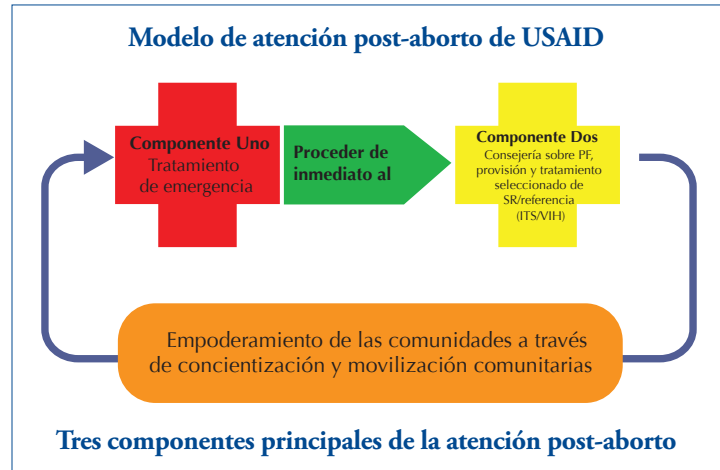 Modelo de atención post-aborto de USAID
Componente Uno
Tratamiento
de emergencia
Proceder de
inmediato al
Componente Dos
Consejería sobre PF,
provisión y tratamiento
seleccionado de
SR/referencia
(ITS/VIH)
Empoderamiento de las comunidades a través
de concientización y movilización comunitarias
Tres componentes principales de la atención post-aborto